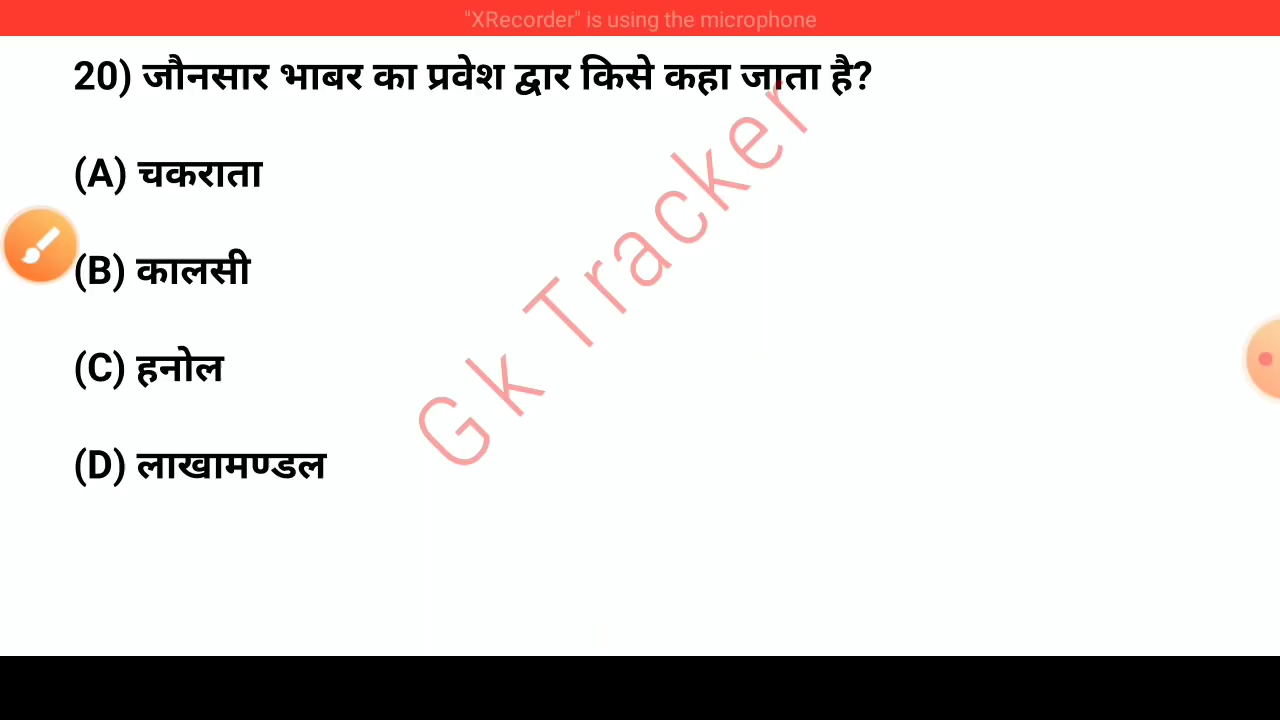 "XRecorder" is using the microphone
20) जौनसार भाबर का प्रवेश द्वार किसे कहा जाता है?
(A) चकराता
(B) कालसी
(C) हनोल
(D) लाखामण्डल
Gk Tracker